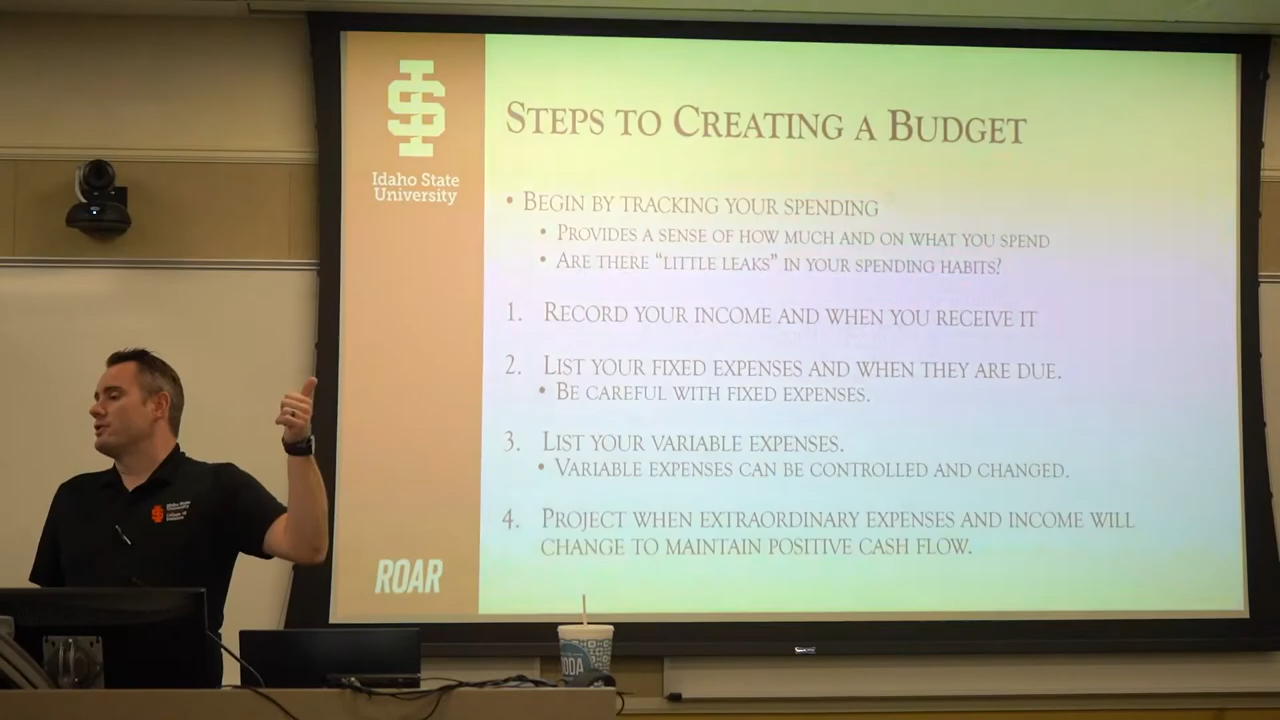 STEPS TO CREATING A BUDGET
Idaho State
University
• BEGIN BY TRACKING YOUR SPENDING
• PROVIDES A SENSE OF HOW MUCH AND ON WHAT YOU SPEND
• ARE THERE “LITTLE LEAKS” IN YOUR SPENDING HABITS?
1. RECORD YOUR INCOME AND WHEN YOU RECEIVE IT
2. LIST YOUR FIXED EXPENSES AND WHEN THEY ARE DUE.
• BE CAREFUL WITH FIXED EXPENSES.
3. LIST YOUR VARIABLE EXPENSES.
• VARIABLE EXPENSES CAN BE CONTROLLED AND CHANGED.
4. PROJECT WHEN EXTRAORDINARY EXPENSES AND INCOME WILL
CHANGE TO MAINTAIN POSITIVE CASH FLOW.
ROAR
Idaho State
University